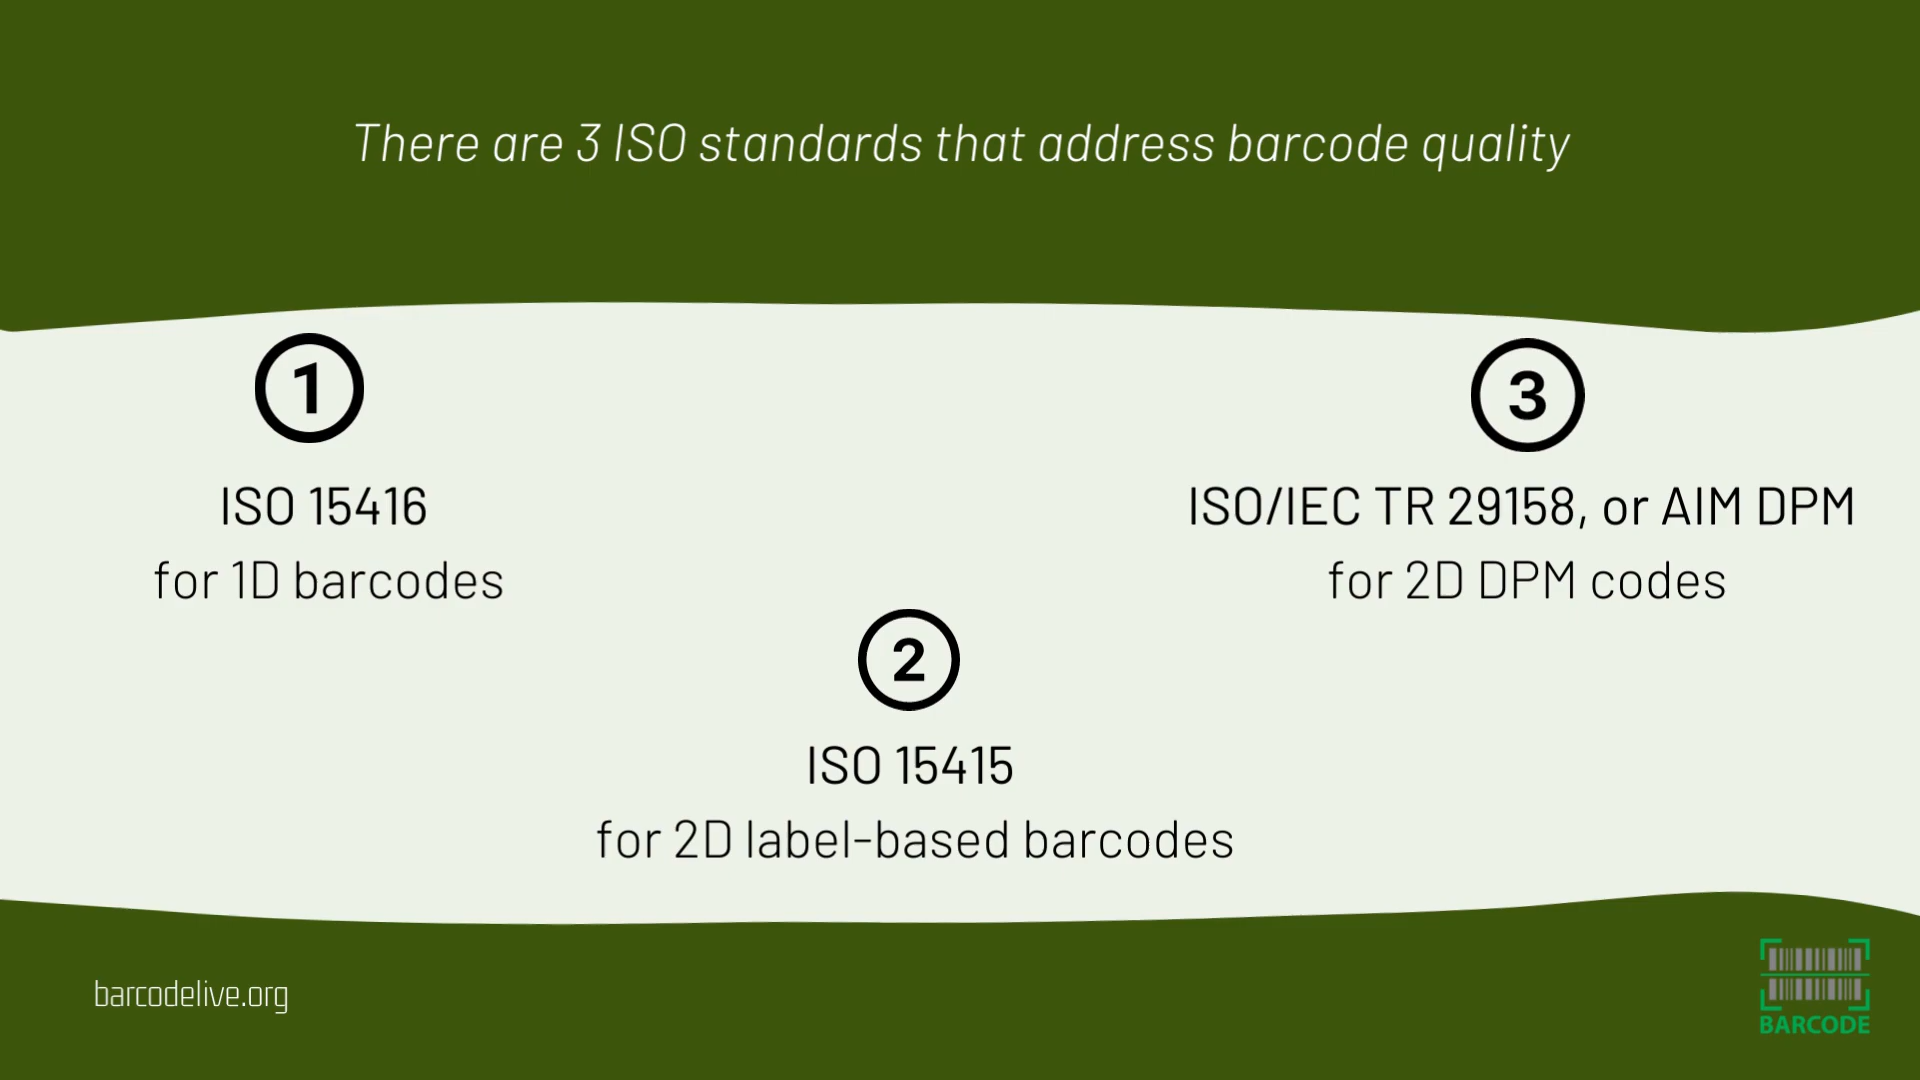 There are 3 ISO standards that address barcode quality
1
ISO 15416
for 1D barcodes
2
ISO 15415
for 2D label-based barcodes
3
ISO/IEC TR 29158, or AIM DPM
for 2D DPM codes
barcodelive.org
BARCODE